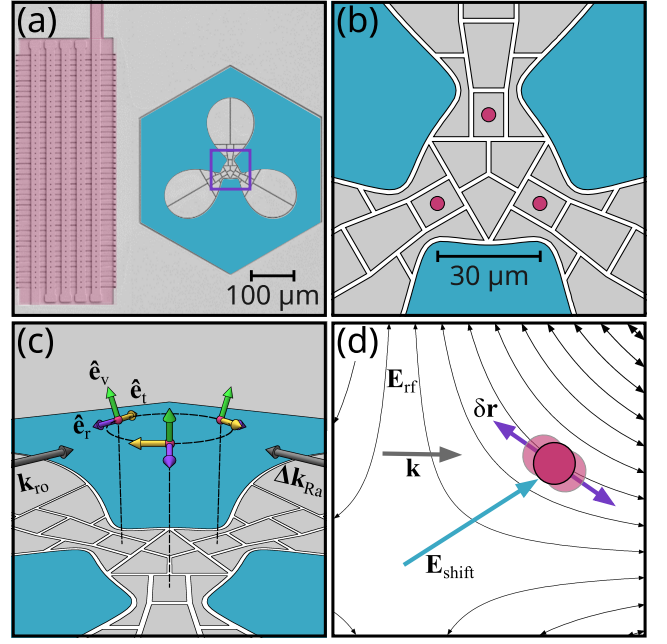 (a)
100 μm
(b)
30 μm
(c)
ê_v
ê_t
ê_r
k_ro
Δk_Ra
(d)
E_rf
δr
k
E_shift